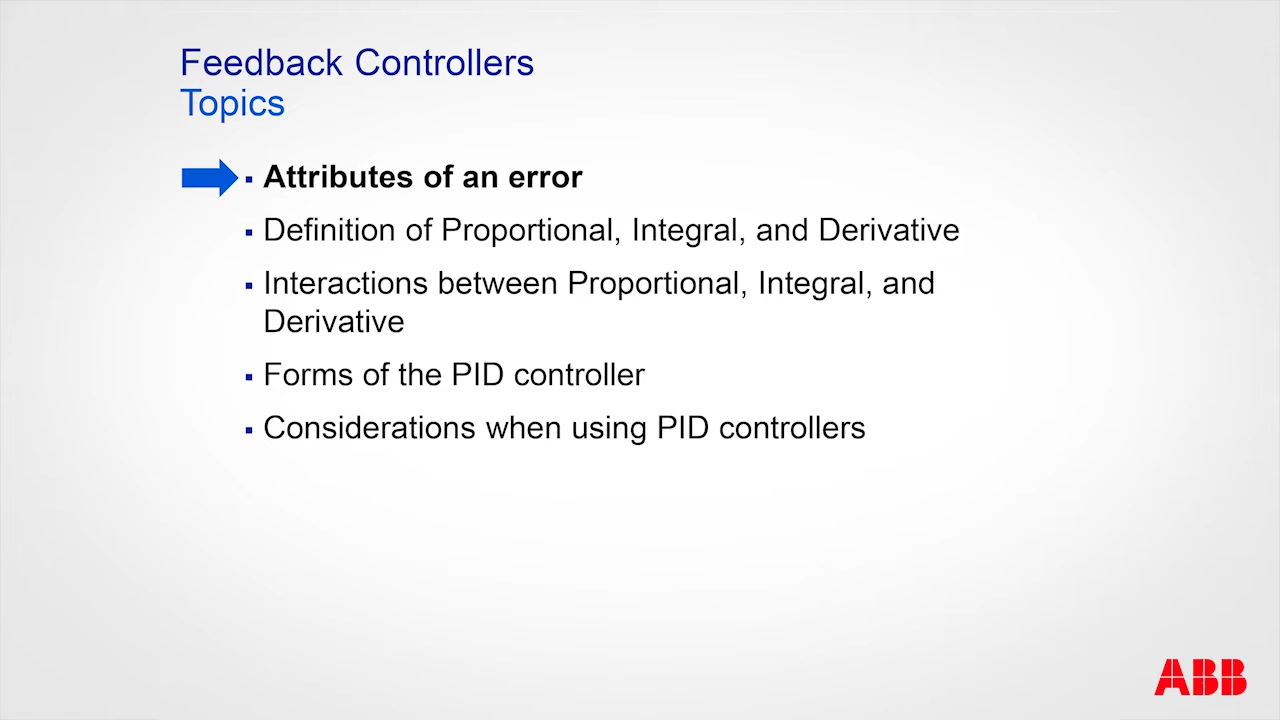 Feedback Controllers
Topics
▪ Attributes of an error
▪ Definition of Proportional, Integral, and Derivative
▪ Interactions between Proportional, Integral, and
Derivative
▪ Forms of the PID controller
▪ Considerations when using PID controllers
ABB